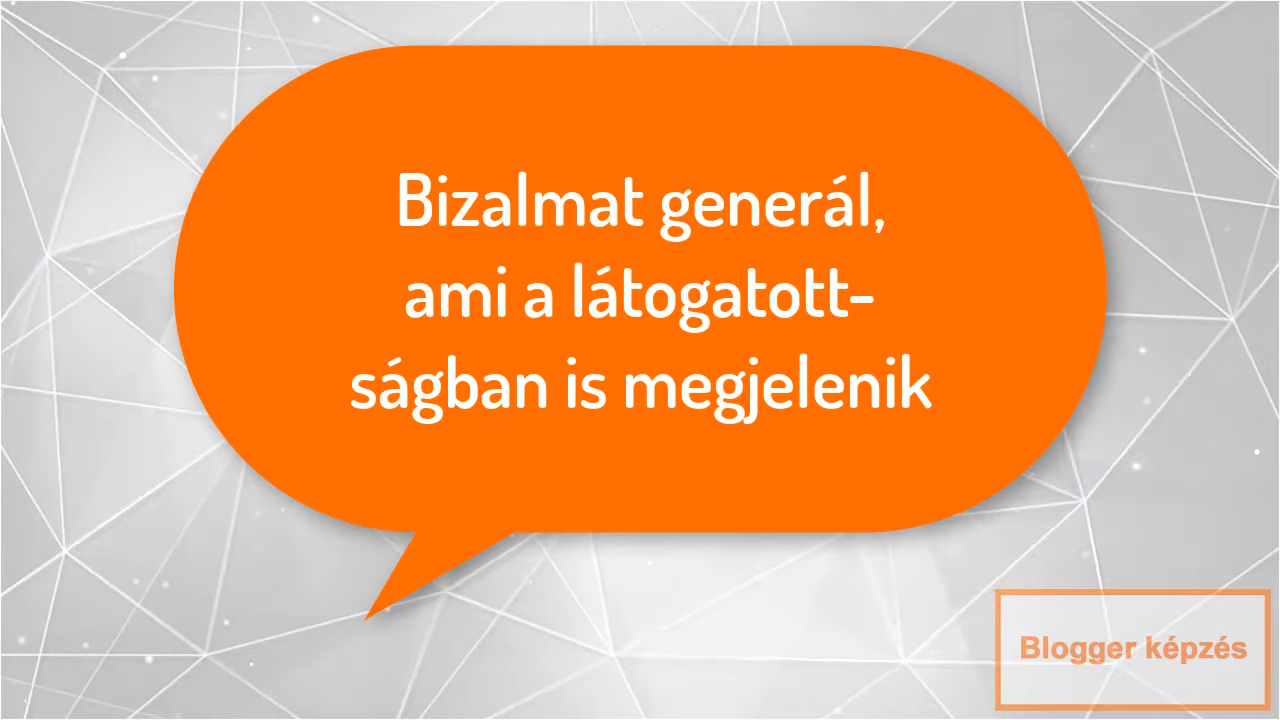 Bizalmat generál,
ami a látogatott-
ságban is megjelenik
Blogger képzés